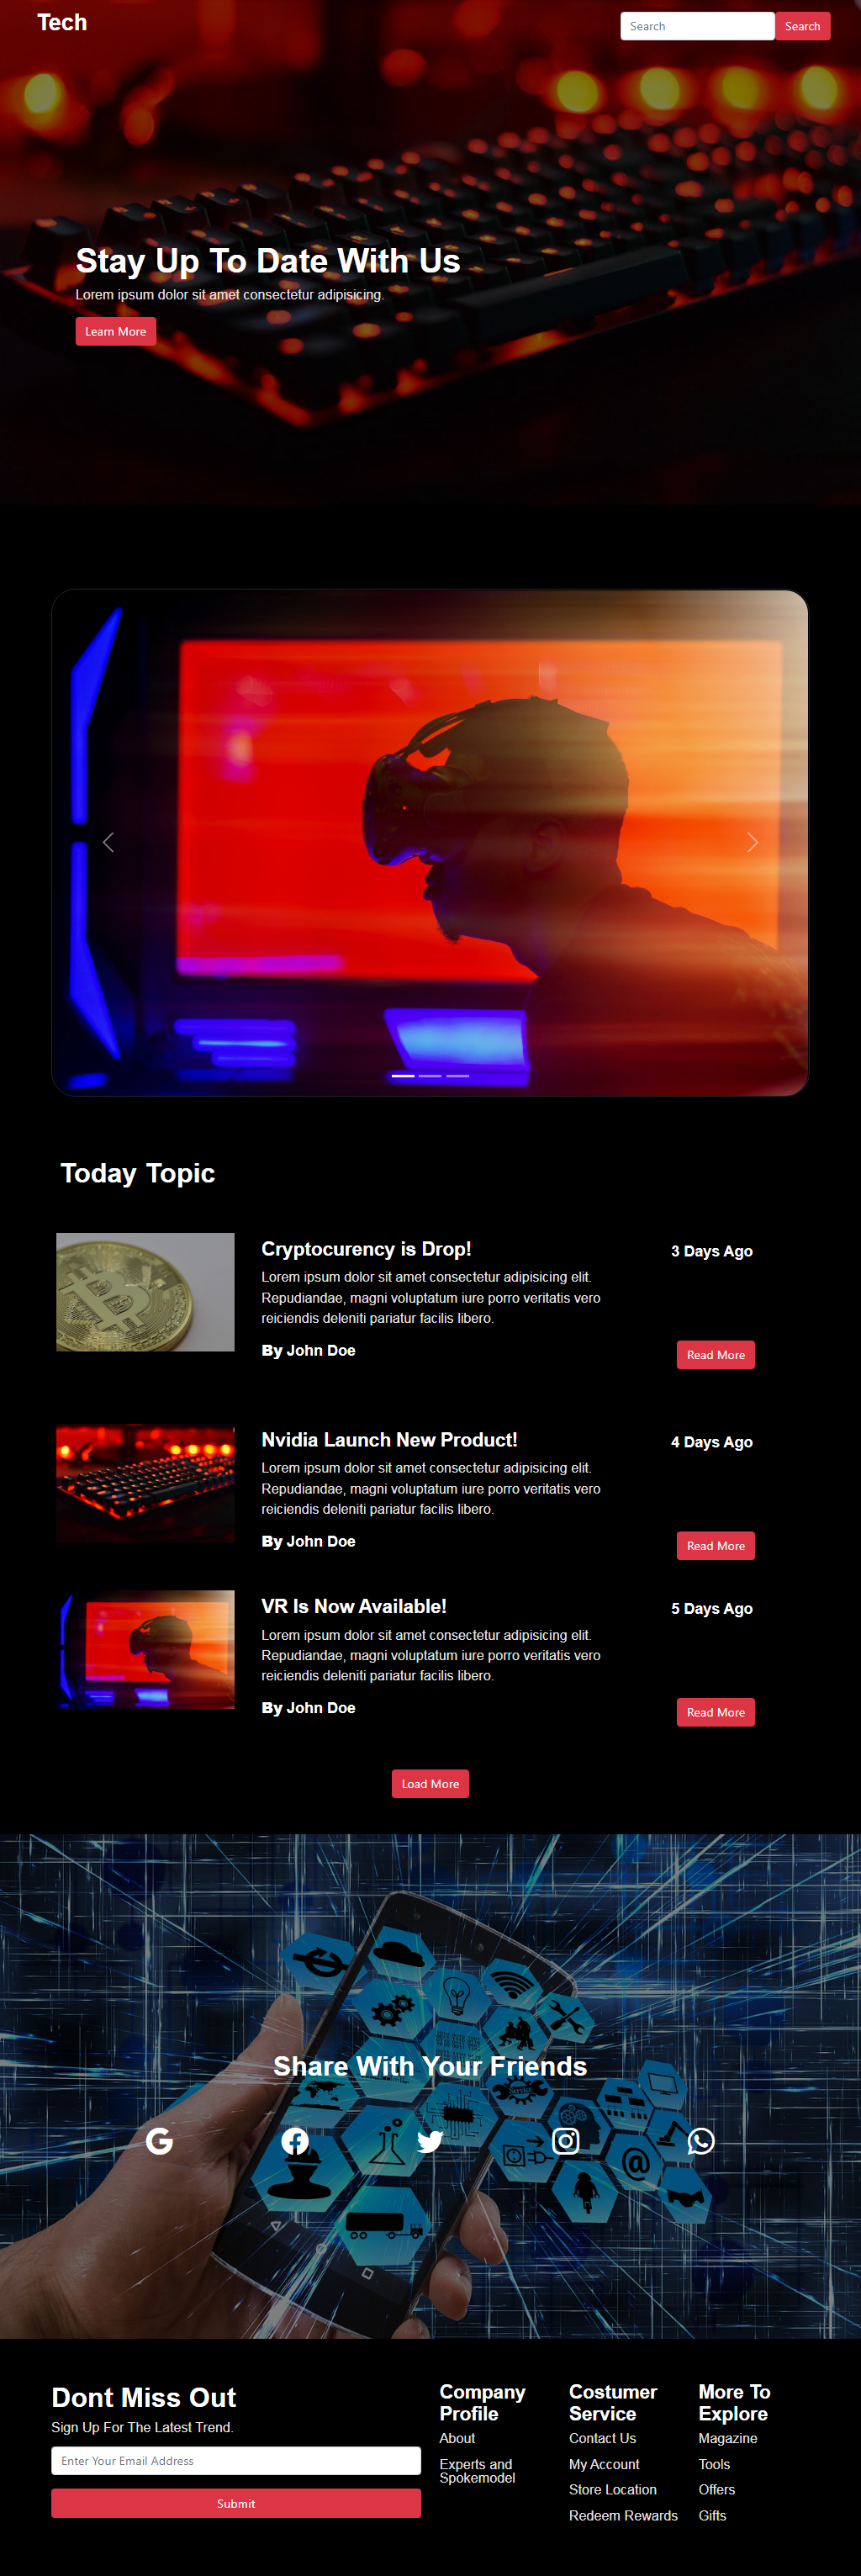 Tech
Search
Search
Stay Up To Date With Us
Lorem ipsum dolor sit amet consectetur adipisicing.
Learn More
Today Topic
Cryptocurency is Drop!
3 Days Ago
Lorem ipsum dolor sit amet consectetur adipisicing elit.
Repudiandae, magni voluptatum iure porro veritatis vero
reiciendis deleniti pariatur facilis libero.
By John Doe
Read More
Nvidia Launch New Product!
4 Days Ago
Lorem ipsum dolor sit amet consectetur adipisicing elit.
Repudiandae, magni voluptatum iure porro veritatis vero
reiciendis deleniti pariatur facilis libero.
By John Doe
Read More
VR Is Now Available!
5 Days Ago
Lorem ipsum dolor sit amet consectetur adipisicing elit.
Repudiandae, magni voluptatum iure porro veritatis vero
reiciendis deleniti pariatur facilis libero.
By John Doe
Read More
Load More
Share With Your Friends
@
Dont Miss Out
Sign Up For The Latest Trend.
Enter Your Email Address
Submit
Company
Profile
About
Experts and
Spokemodel
Costumer
Service
Contact Us
My Account
Store Location
Redeem Rewards
More To
Explore
Magazine
Tools
Offers
Gifts